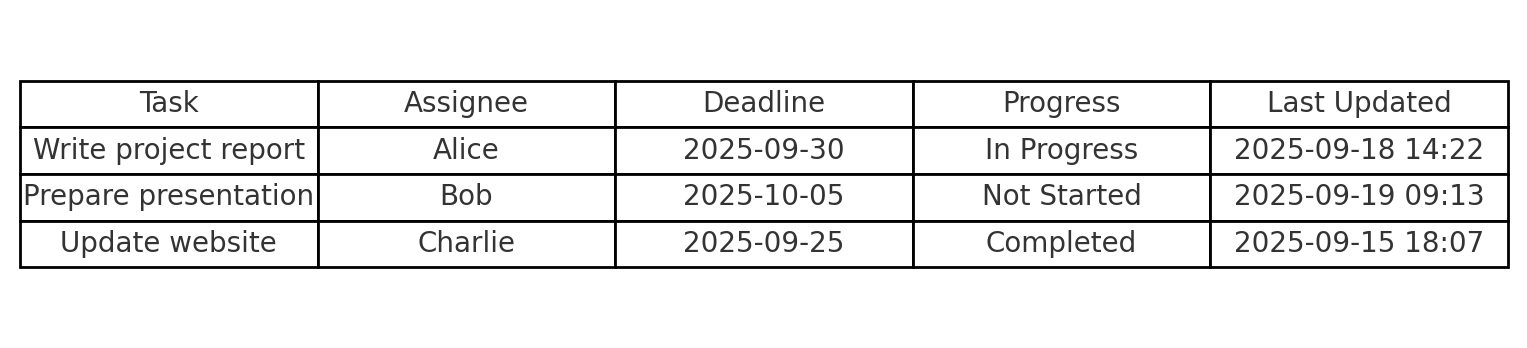 Task Assignee Deadline Progress Last Updated
Write project report Alice 2025-09-30 In Progress 2025-09-18 14:22
Prepare presentation Bob 2025-10-05 Not Started 2025-09-19 09:13
Update website Charlie 2025-09-25 Completed 2025-09-15 18:07